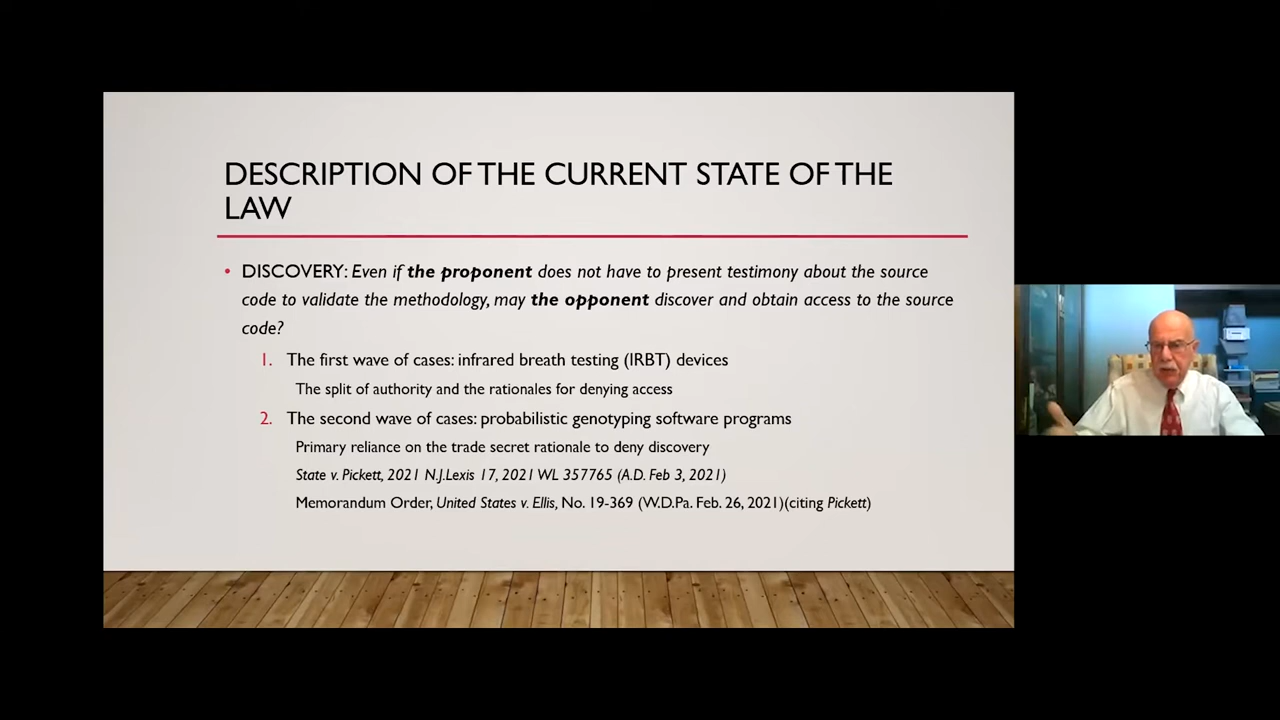 DESCRIPTION OF THE CURRENT STATE OF THE
LAW
• DISCOVERY: Even if the proponent does not have to present testimony about the source
code to validate the methodology, may the opponent discover and obtain access to the source
code?
1. The first wave of cases: infrared breath testing (IRBT) devices
The split of authority and the rationales for denying access
2. The second wave of cases: probabilistic genotyping software programs
Primary reliance on the trade secret rationale to deny discovery
State v. Pickett, 2021 N.J.Lexis 17, 2021 WL 357765 (A.D. Feb 3, 2021)
Memorandum Order, United States v. Ellis, No. 19-369 (W.D.Pa. Feb. 26, 2021)(citing Pickett)